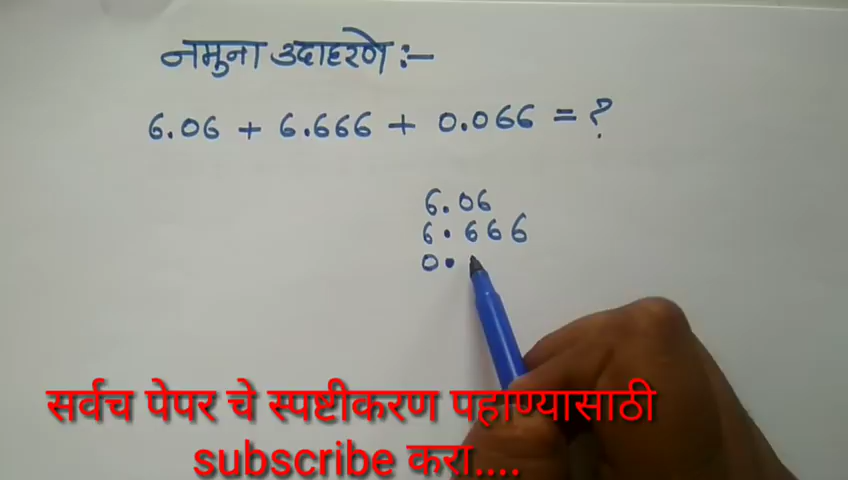 नमुना उदाहरणे :-
6.06 + 6.666 + 0.066 = ?
6.06
6.666
0.
सर्वच पेपर चे स्पष्टीकरण पहाण्यासाठी
subscribe करा....